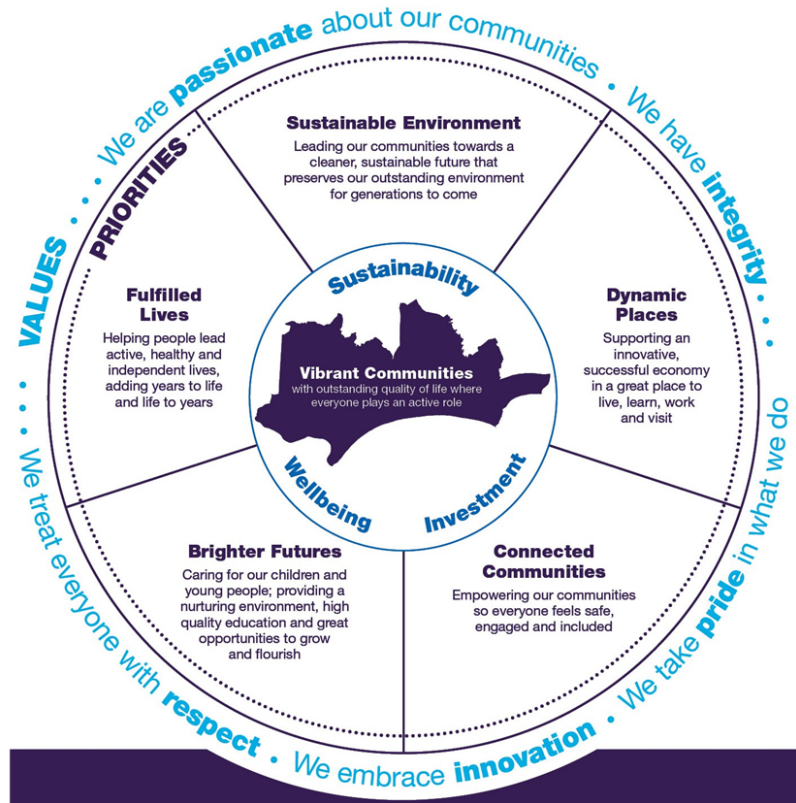 VALUES . . . . We are passionate about our communities . We have integrity . . . . We take pride in what we do . We embrace innovation . We treat everyone with respect . . . .
PRIORITIES
Sustainable Environment
Leading our communities towards a
cleaner, sustainable future that
preserves our outstanding environment
for generations to come
Dynamic
Places
Supporting an
innovative,
successful economy
in a great place to
live, learn, work
and visit
Connected
Communities
Empowering our communities
so everyone feels safe,
engaged and included
Brighter Futures
Caring for our children and
young people; providing a
nurturing environment, high
quality education and great
opportunities to grow
and flourish
Fulfilled
Lives
Helping people lead
active, healthy and
independent lives,
adding years to life
and life to years
Sustainability
Vibrant Communities
with outstanding quality of life where
everyone plays an active role
Wellbeing
Investment